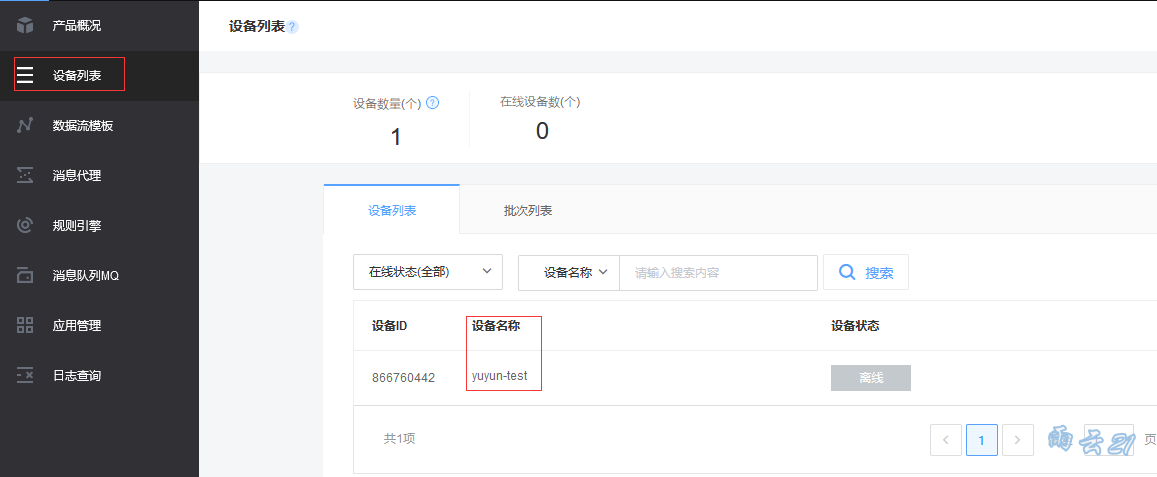 产品概况
设备列表
数据流模板
消息代理
规则引擎
消息队列MQ
应用管理
日志查询
设备列表?
设备数量(个) ?
1
在线设备数(个)
0
设备列表
批次列表
在线状态(全部)
设备名称
请输入搜索内容
搜索
设备ID
设备名称
设备状态
866760442
yuyun-test
离线
共1项
<
1
>
页
雨云21